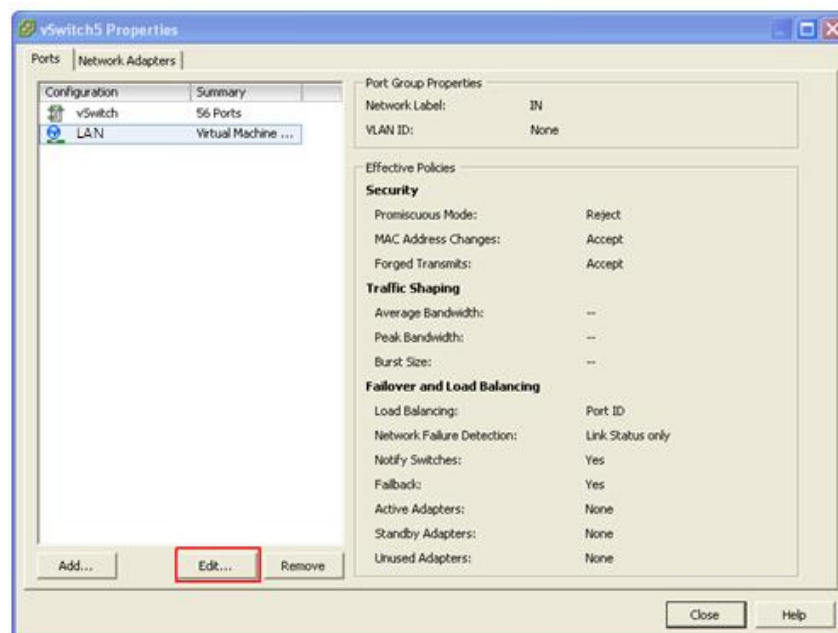 vSwitch5 Properties
Ports Network Adapters
Configuration Summary
vSwitch 56 Ports
LAN Virtual Machine ...
Add... Edit... Remove
Port Group Properties
Network Label: IN
VLAN ID: None
Effective Policies
Security
Promiscuous Mode: Reject
MAC Address Changes: Accept
Forged Transmits: Accept
Traffic Shaping
Average Bandwidth: --
Peak Bandwidth: --
Burst Size: --
Failover and Load Balancing
Load Balancing: Port ID
Network Failure Detection: Link Status only
Notify Switches: Yes
Failback: Yes
Active Adapters: None
Standby Adapters: None
Unused Adapters: None
Close Help